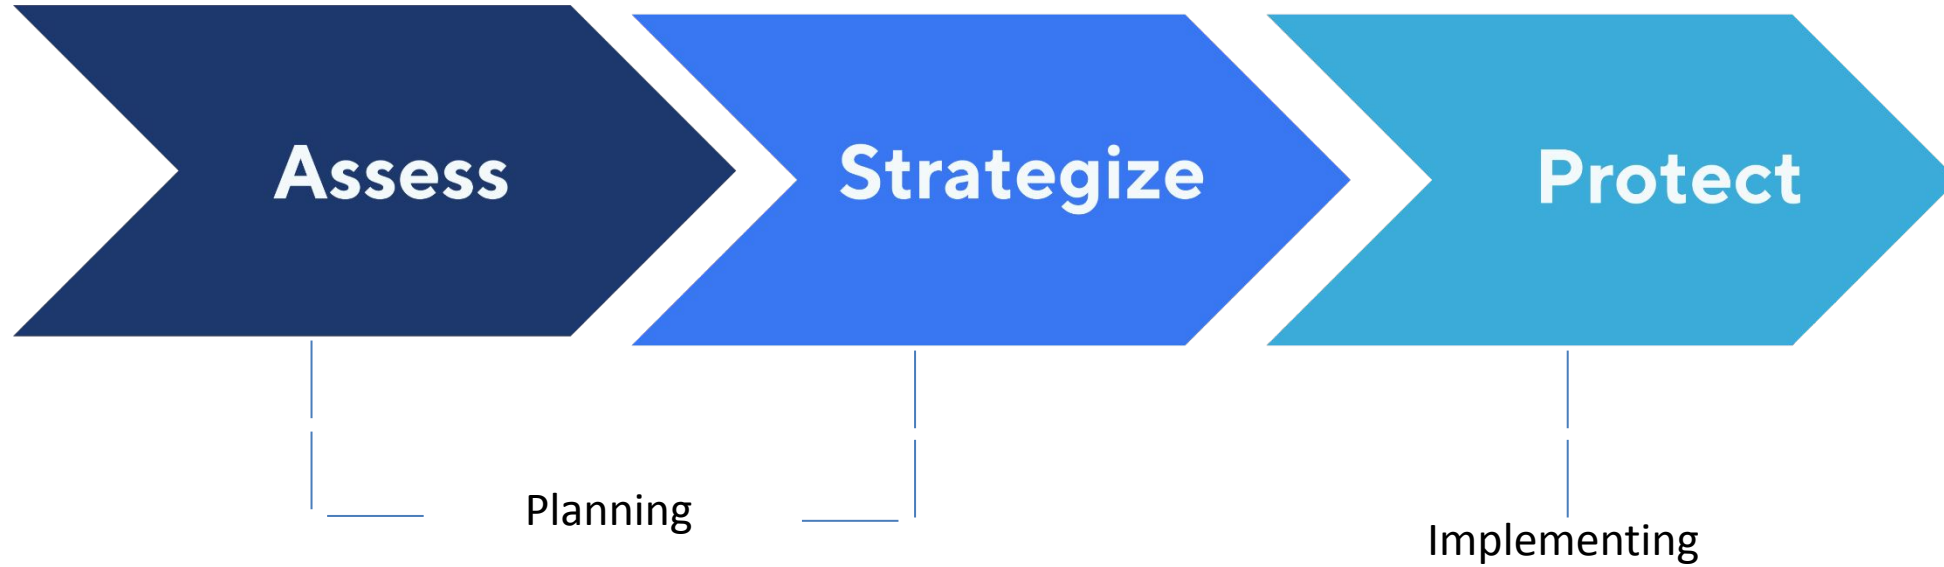 Assess
Strategize
Protect
Planning
Implementing